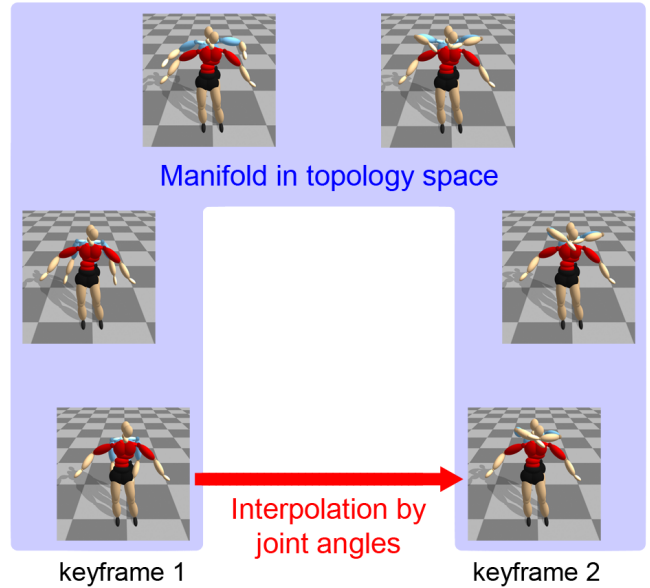 Manifold in topology space
Interpolation by
joint angles
keyframe 1
keyframe 2